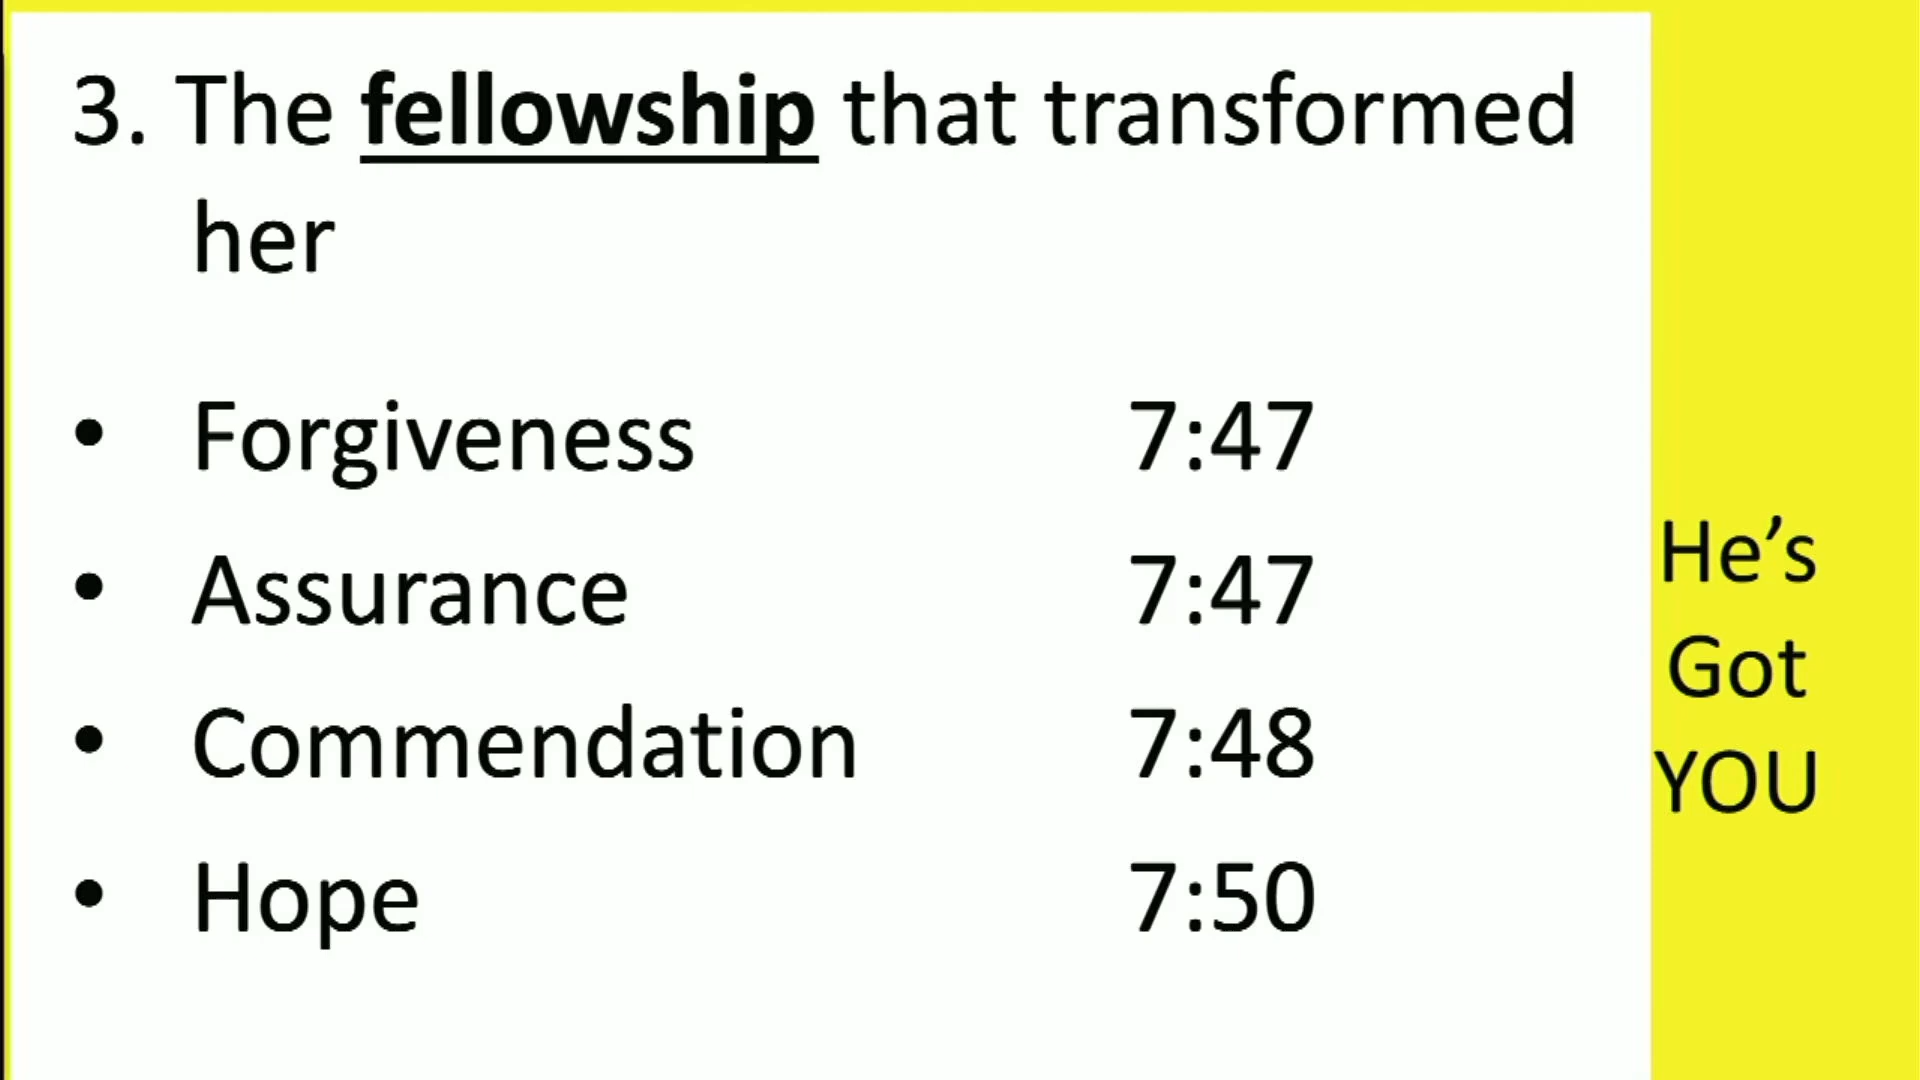 3. The fellowship that transformed
her
• Forgiveness 7:47
• Assurance 7:47
• Commendation 7:48
• Hope 7:50
He's
Got
YOU